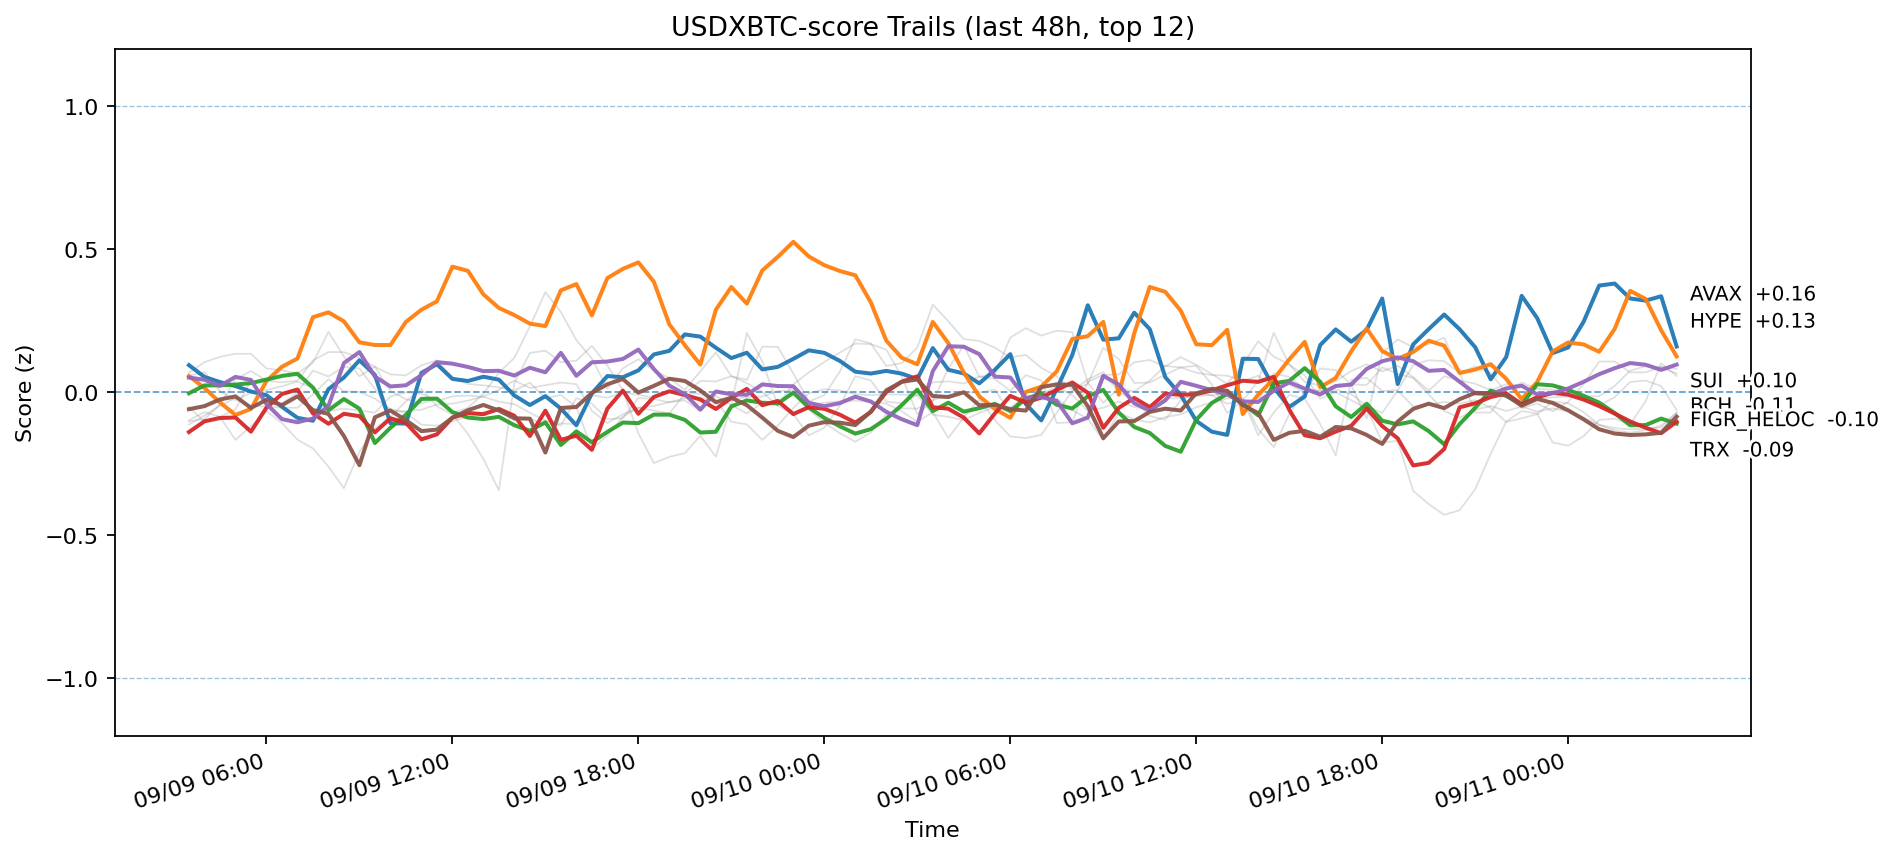 USDXBTC-score Trails (last 48h, top 12)
1.0
0.5
0.0
−0.5
−1.0
Score (z)
AVAX +0.16
HYPE +0.13
SUI +0.10
FIGR_HELOC -0.10
TRX -0.09
09/09 06:00
09/09 12:00
09/09 18:00
09/10 00:00
09/10 06:00
09/10 12:00
09/10 18:00
09/11 00:00
Time